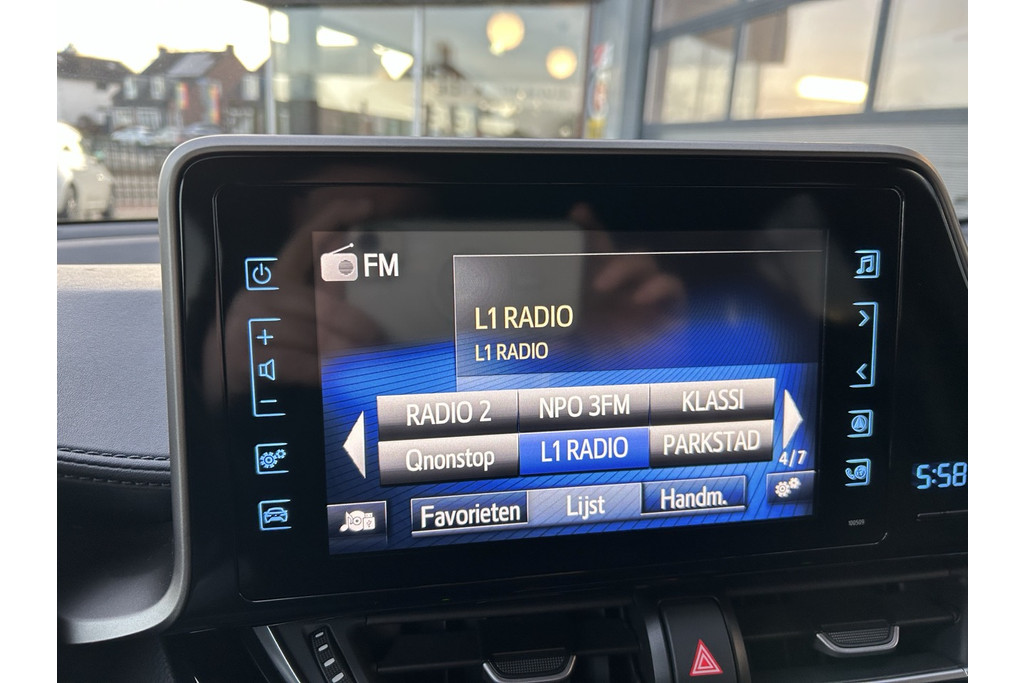 FM
L1 RADIO
L1 RADIO
RADIO 2 NPO 3FM KLASSI
Qnonstop L1 RADIO PARKSTAD
4/7
Favorieten Lijst Handm.
5:58
100509